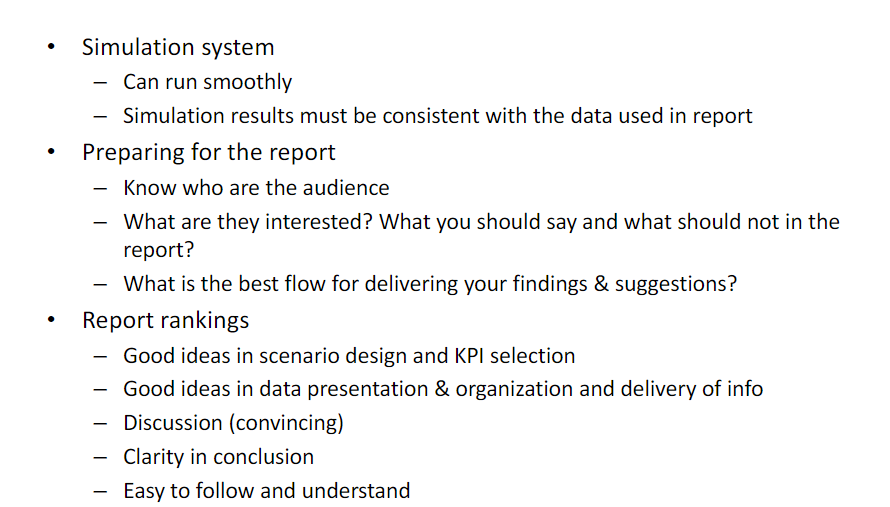 • Simulation system
– Can run smoothly
– Simulation results must be consistent with the data used in report
• Preparing for the report
– Know who are the audience
– What are they interested? What you should say and what should not in the
report?
– What is the best flow for delivering your findings & suggestions?
• Report rankings
– Good ideas in scenario design and KPI selection
– Good ideas in data presentation & organization and delivery of info
– Discussion (convincing)
– Clarity in conclusion
– Easy to follow and understand